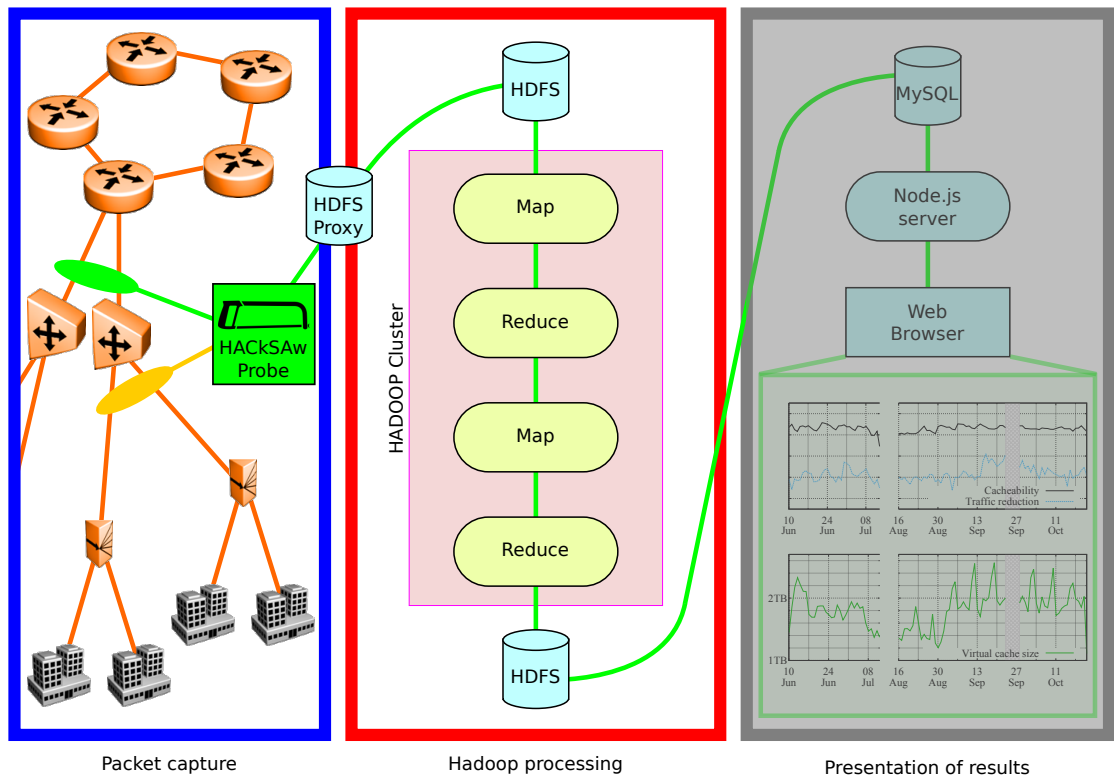 HDFS
Proxy
HACkSAw
Probe
HDFS
HADOOP Cluster
Map
Reduce
Map
Reduce
HDFS
MySQL
Node.js
server
Web
Browser
Cacheability
Traffic reduction
10 24 08 16 30 13 27 11
Jun Jun Jul Aug Aug Sep Sep Oct
2TB
Virtual cache size
1TB
10 24 08 16 30 13 27 11
Jun Jun Jul Aug Aug Sep Sep Oct
Packet capture
Hadoop processing
Presentation of results